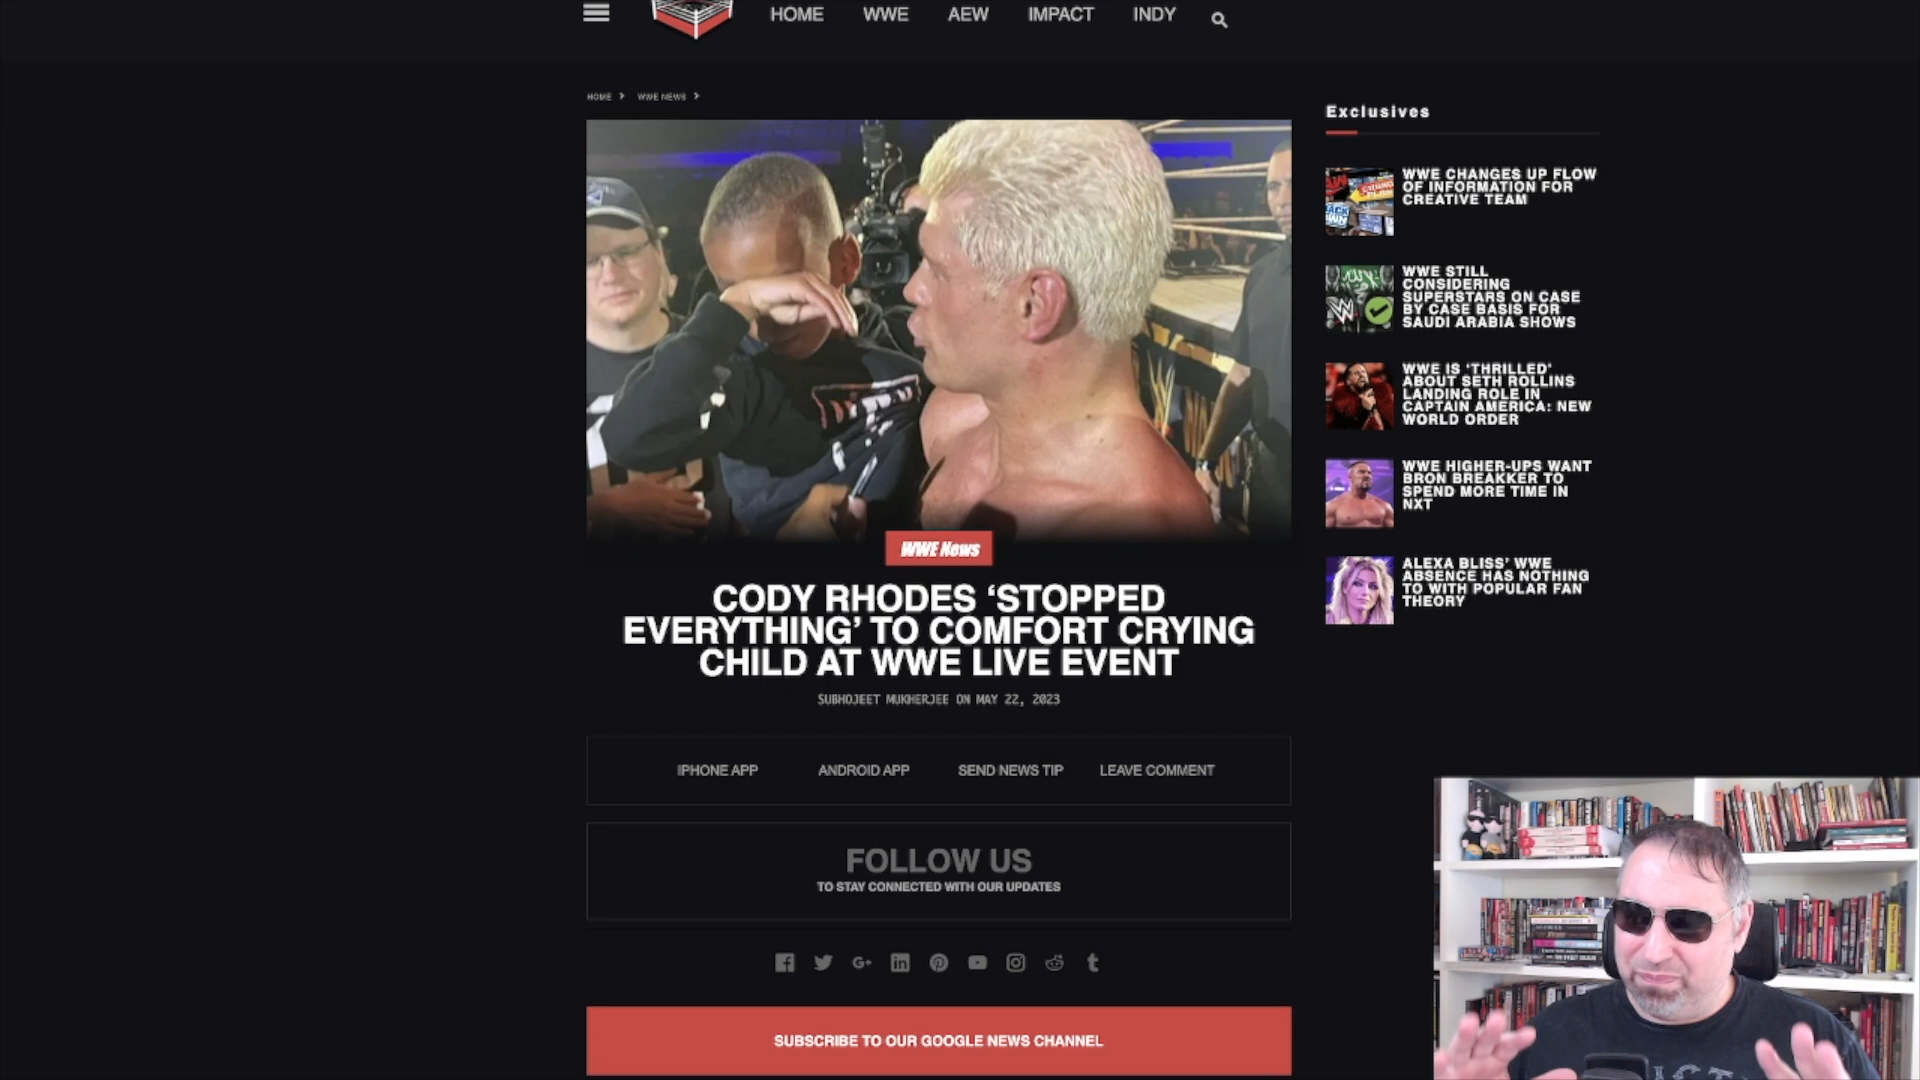 HOME WWE AEW IMPACT INDY
HOME > WWE NEWS >
WWE News
CODY RHODES ‘STOPPED
EVERYTHING’ TO COMFORT CRYING
CHILD AT WWE LIVE EVENT
SUBHOJEET MUKHERJEE ON MAY 22, 2023
IPHONE APP ANDROID APP SEND NEWS TIP LEAVE COMMENT
FOLLOW US
TO STAY CONNECTED WITH OUR UPDATES
SUBSCRIBE TO OUR GOOGLE NEWS CHANNEL
Exclusives
WWE CHANGES UP FLOW
OF INFORMATION FOR
CREATIVE TEAM
WWE STILL
CONSIDERING
SUPERSTARS ON CASE
BY CASE BASIS FOR
SAUDI ARABIA SHOWS
WWE IS ‘THRILLED’
ABOUT SETH ROLLINS
LANDING ROLE IN
CAPTAIN AMERICA: NEW
WORLD ORDER
WWE HIGHER-UPS WANT
BRON BREAKKER TO
SPEND MORE TIME IN
NXT
ALEXA BLISS’ WWE
ABSENCE HAS NOTHING
TO WITH POPULAR FAN
THEORY